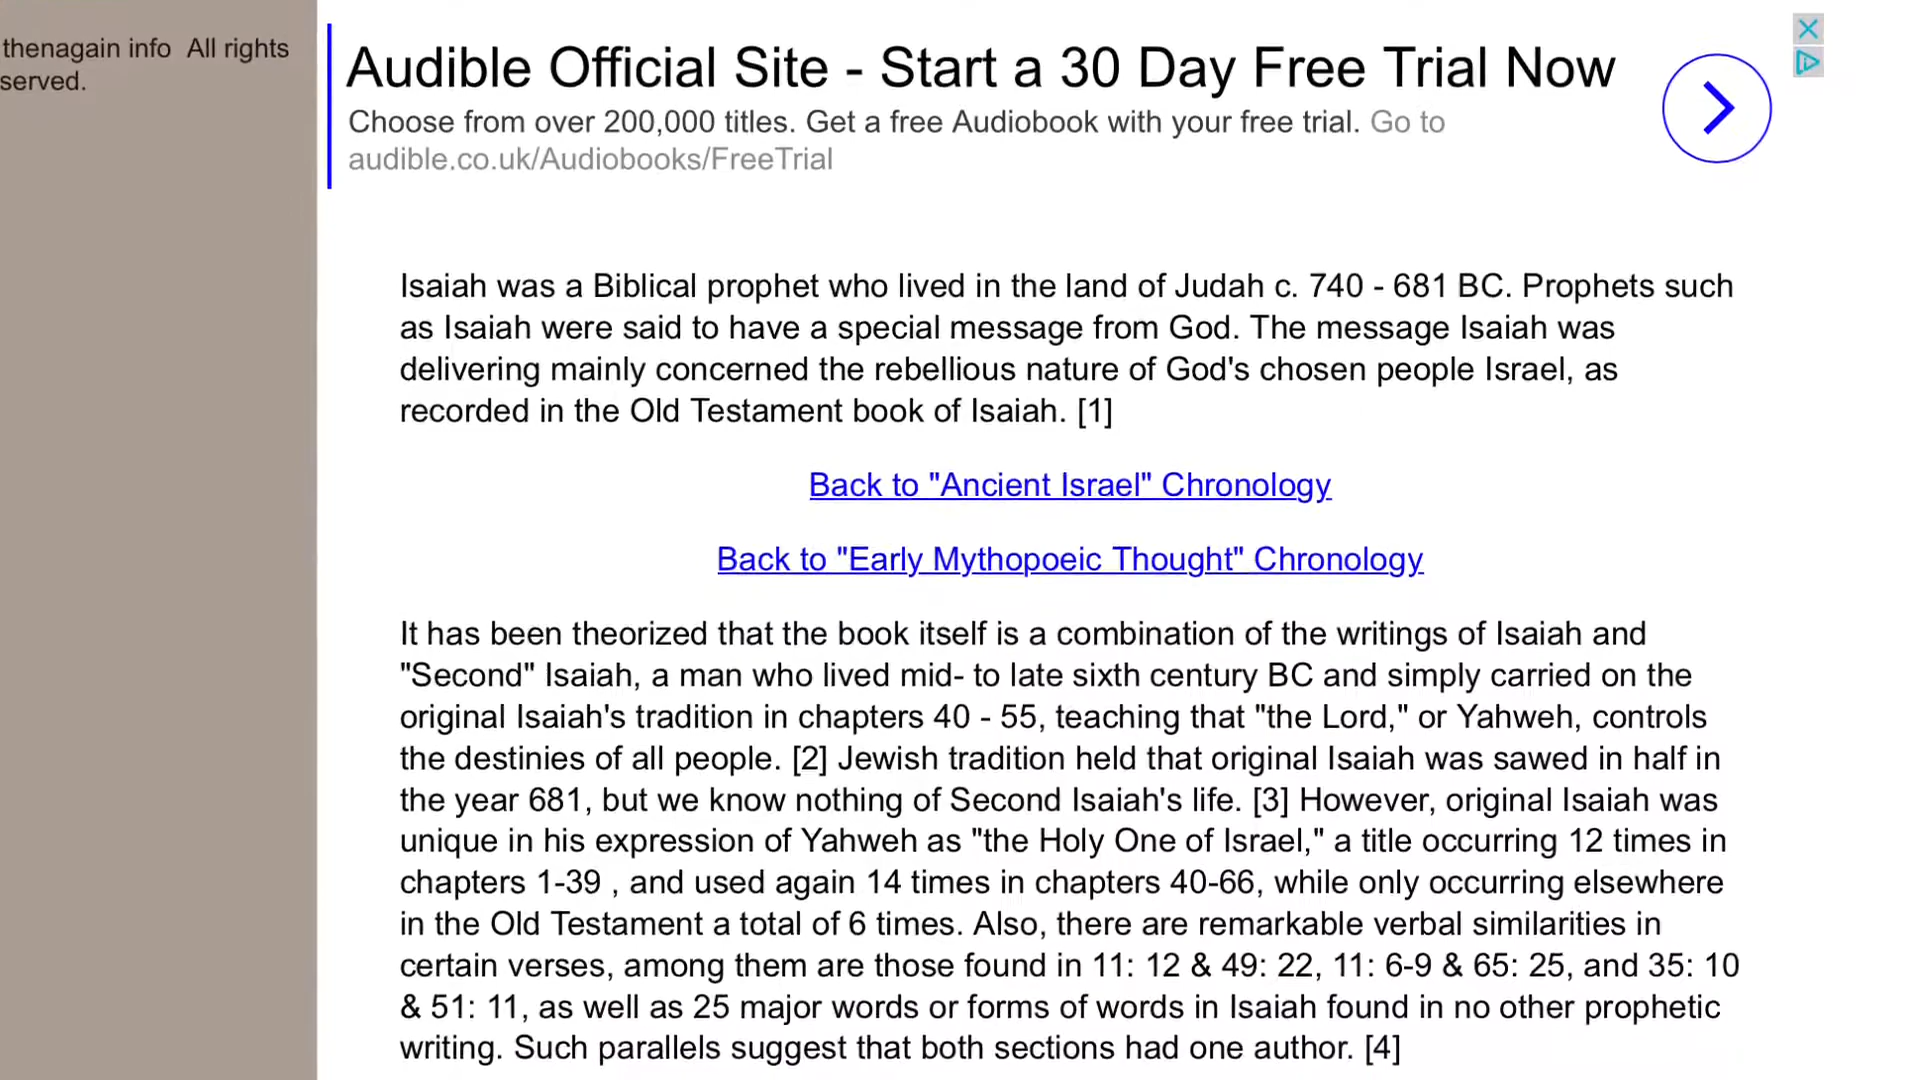 thenagain info  All rights
served.
Audible Official Site - Start a 30 Day Free Trial Now
Choose from over 200,000 titles. Get a free Audiobook with your free trial. Go to
audible.co.uk/Audiobooks/FreeTrial
Isaiah was a Biblical prophet who lived in the land of Judah c. 740 - 681 BC. Prophets such
as Isaiah were said to have a special message from God. The message Isaiah was
delivering mainly concerned the rebellious nature of God's chosen people Israel, as
recorded in the Old Testament book of Isaiah. [1]
Back to "Ancient Israel" Chronology
Back to "Early Mythopoeic Thought" Chronology
It has been theorized that the book itself is a combination of the writings of Isaiah and
"Second" Isaiah, a man who lived mid- to late sixth century BC and simply carried on the
original Isaiah's tradition in chapters 40 - 55, teaching that "the Lord," or Yahweh, controls
the destinies of all people. [2] Jewish tradition held that original Isaiah was sawed in half in
the year 681, but we know nothing of Second Isaiah's life. [3] However, original Isaiah was
unique in his expression of Yahweh as "the Holy One of Israel," a title occurring 12 times in
chapters 1-39 , and used again 14 times in chapters 40-66, while only occurring elsewhere
in the Old Testament a total of 6 times. Also, there are remarkable verbal similarities in
certain verses, among them are those found in 11: 12 & 49: 22, 11: 6-9 & 65: 25, and 35: 10
& 51: 11, as well as 25 major words or forms of words in Isaiah found in no other prophetic
writing. Such parallels suggest that both sections had one author. [4]